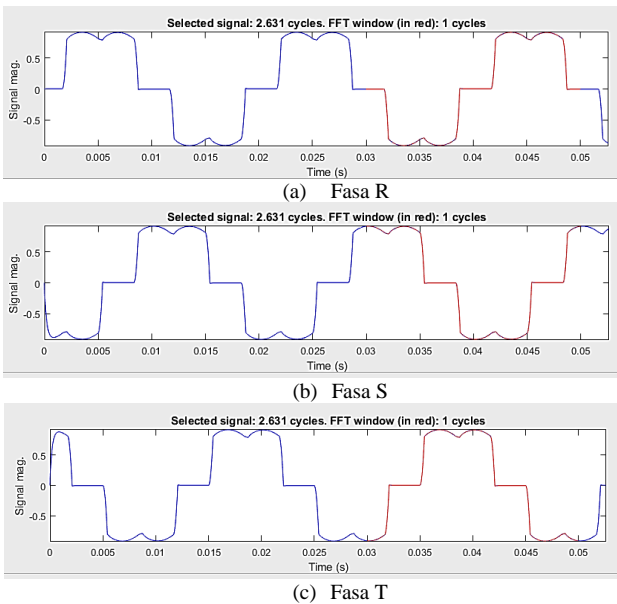 Selected signal: 2.631 cycles. FFT window (in red): 1 cycles
Signal mag.
0.5
0
-0.5
0 0.005 0.01 0.015 0.02 0.025 0.03 0.035 0.04 0.045 0.05
Time (s)
(a) Fasa R
Selected signal: 2.631 cycles. FFT window (in red): 1 cycles
Signal mag.
0.5
0
-0.5
0 0.005 0.01 0.015 0.02 0.025 0.03 0.035 0.04 0.045 0.05
Time (s)
(b) Fasa S
Selected signal: 2.631 cycles. FFT window (in red): 1 cycles
Signal mag.
0.5
0
-0.5
0 0.005 0.01 0.015 0.02 0.025 0.03 0.035 0.04 0.045 0.05
Time (s)
(c) Fasa T